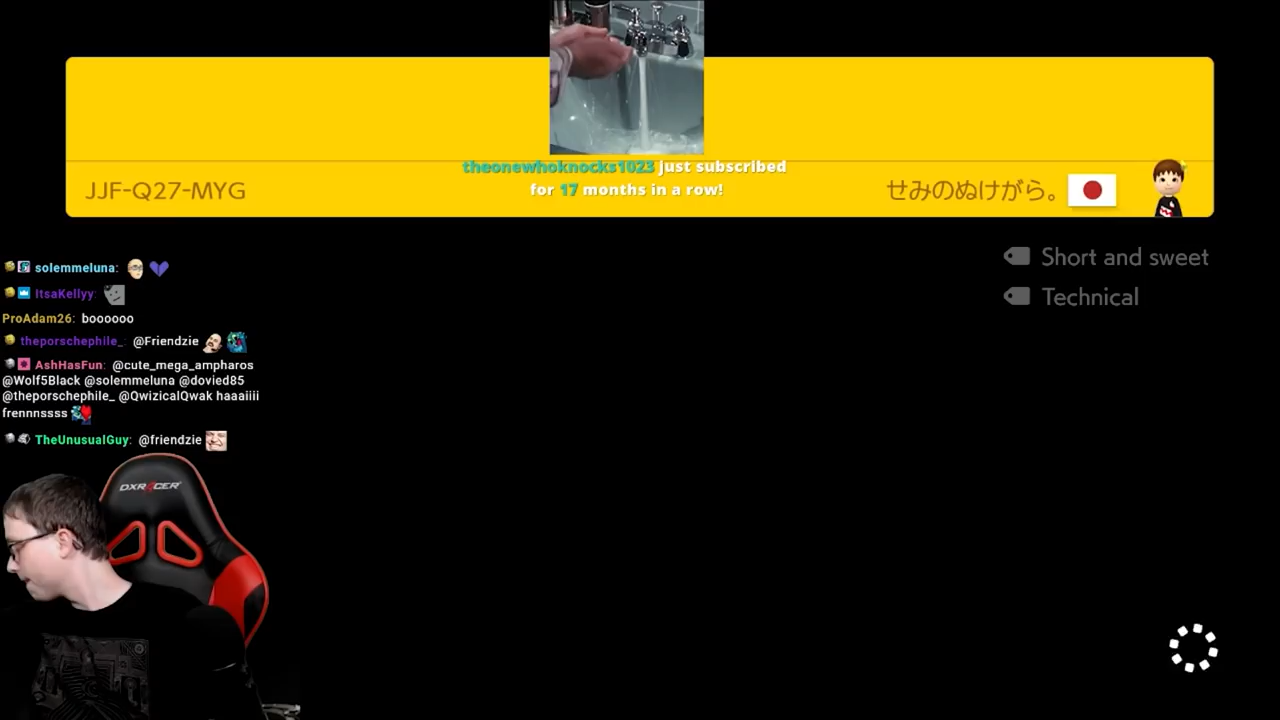 theonewhoknocks1023 just subscribed
for 17 months in a row!
JJF-Q27-MYG
せみのぬけがら。
Short and sweet
Technical
solemmeluna:
ItsaKellyy:
ProAdam26: boooooo
theporschephile_: @Friendzie
AshHasFun: @cute_mega_ampharos
@Wolf5Black @solemmeluna @dovied85
@theporschephile_ @QwizicalQwak haaaiiii
frennnssss
TheUnusualGuy: @friendzie
DXRACER